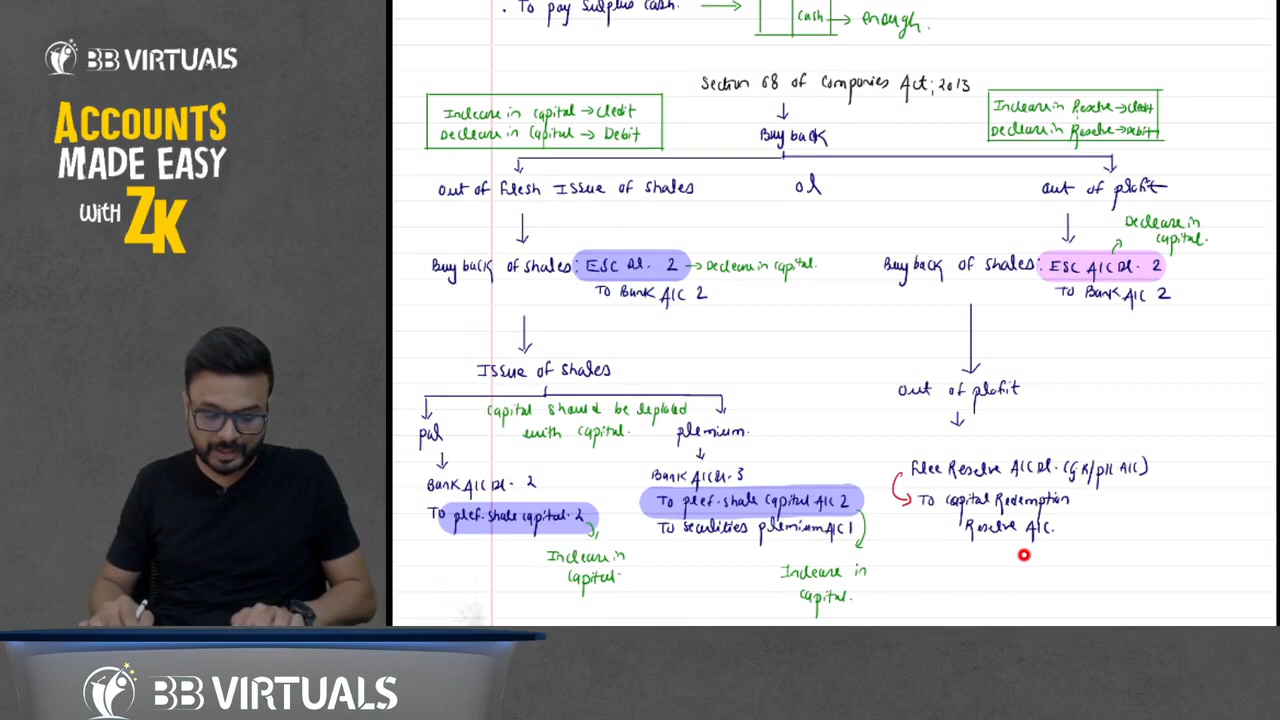 BB VIRTUALS
ACCOUNTS
MADE EASY
with ZK
. To pay surplus cash. → cash → enough.
Section 68 of Companies Act, 2013
Increase in capital → Credit
Decrease in Capital → Debit
Increase in Reserve → Credit
Decrease in Reserve → Debit
Buy back
Out of fresh Issue of shares or Out of profit
Decrease in capital.
Buy back of shares: ESC Dr. 2 → Decrease in capital.
To Bank A/C 2
Buy back of shares: ESC A/C Dr. 2
To Bank A/C 2
Issue of shares
Out of profit
Capital should be replaced with capital.
par
premium.
Bank A/C Dr. 2
To pref. share capital. 2
Increase in capital.
Bank A/C Dr. 3
To pref. share capital A/C 2
To securities premium A/C 1
Increase in capital.
Free Reserve A/C Dr. (GR/P/L A/C)
To capital Redemption
Reserve A/C.
BB VIRTUALS